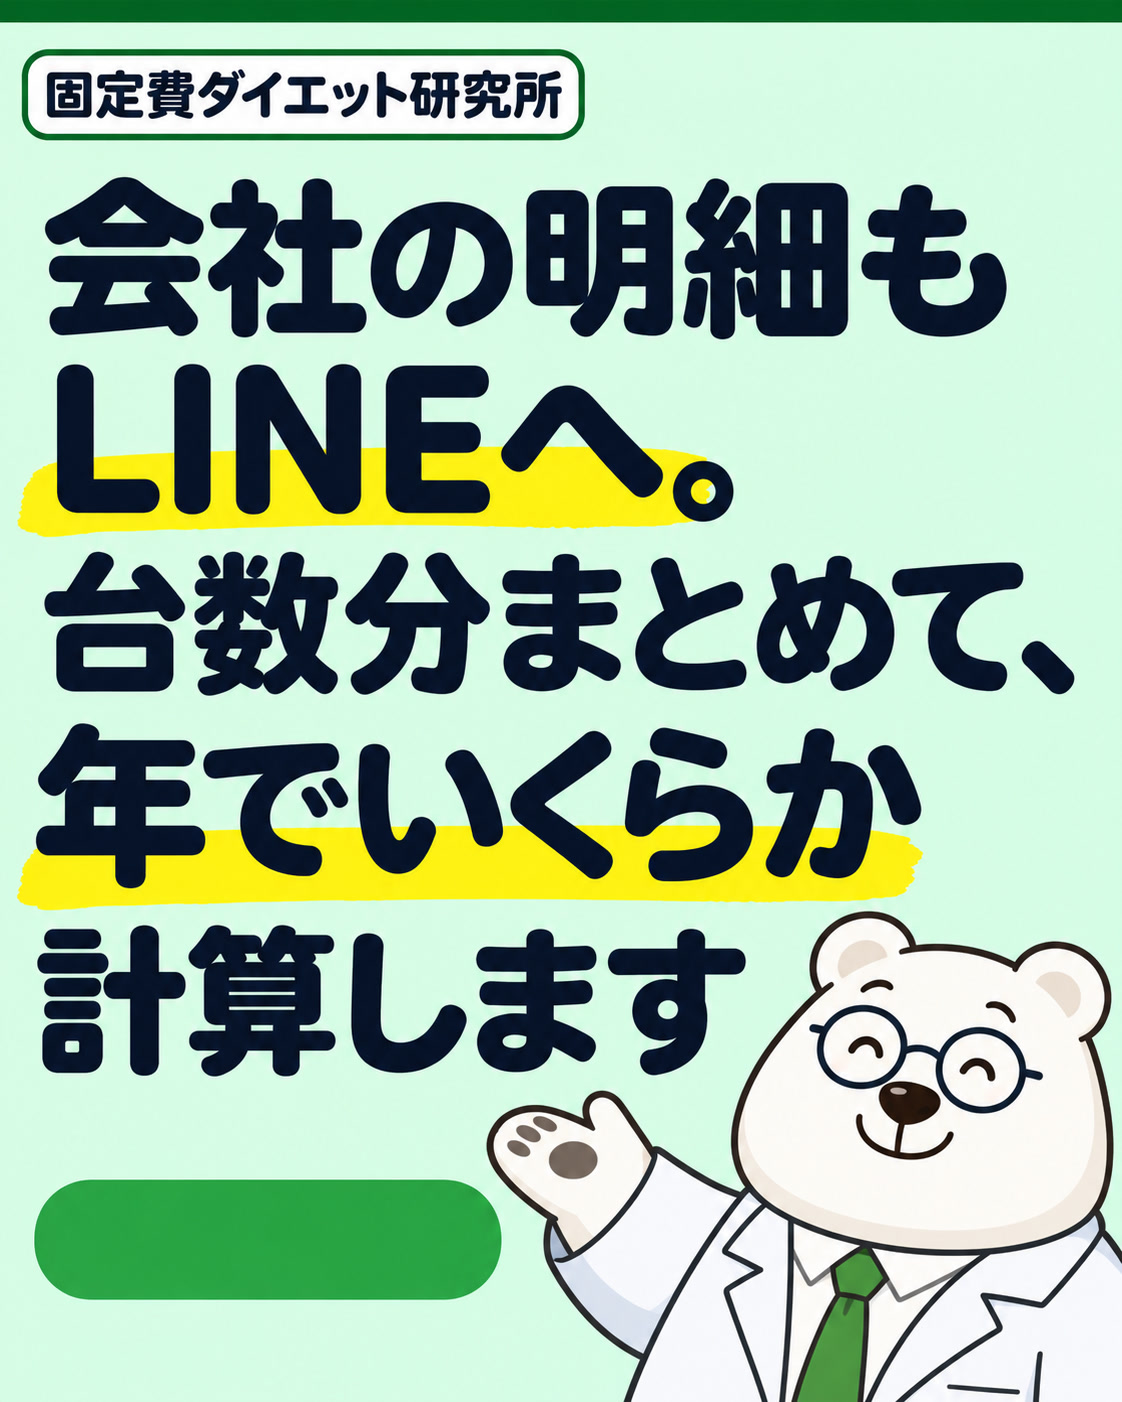 固定費ダイエット研究所
会社の明細も
LINEへ。
台数分まとめて、
年でいくらか
計算します